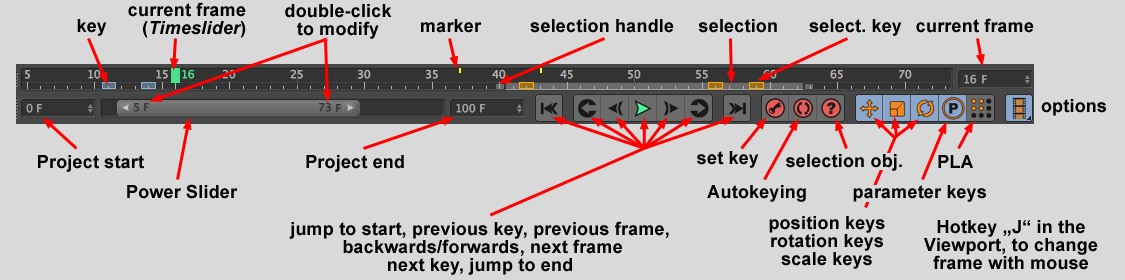 key
current frame
(Timeslider)
double-click
to modify
marker
selection handle
selection
select. key
current frame
5 10 15 16 20 25 30 35 40 45 50 55 60 65 70
16 F
0 F
5 F
73 F
100 F
P
options
Project start
Power Slider
Project end
set key
Autokeying
selection obj.
PLA
parameter keys
jump to start, previous key, previous frame,
backwards/forwards, next frame
next key, jump to end
position keys
rotation keys
scale keys
Hotkey „J“ in the
Viewport, to change
frame with mouse